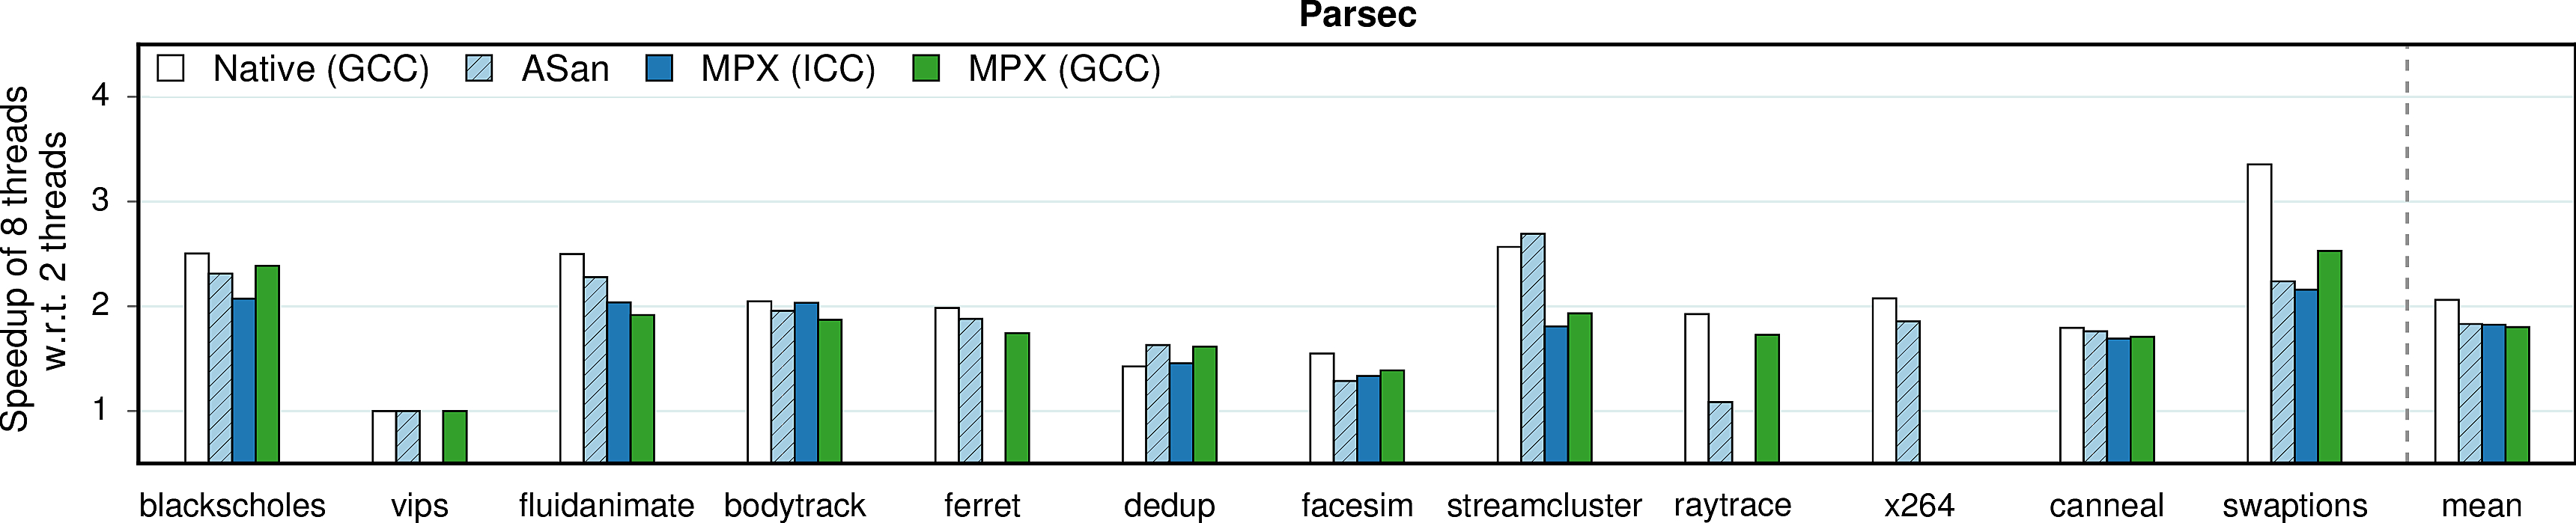 Parsec
Native (GCC) ASan MPX (ICC) MPX (GCC)
Speedup of 8 threads
w.r.t. 2 threads
4
3
2
1
blackscholes vips fluidanimate bodytrack ferret dedup facesim streamcluster raytrace x264 canneal swaptions mean